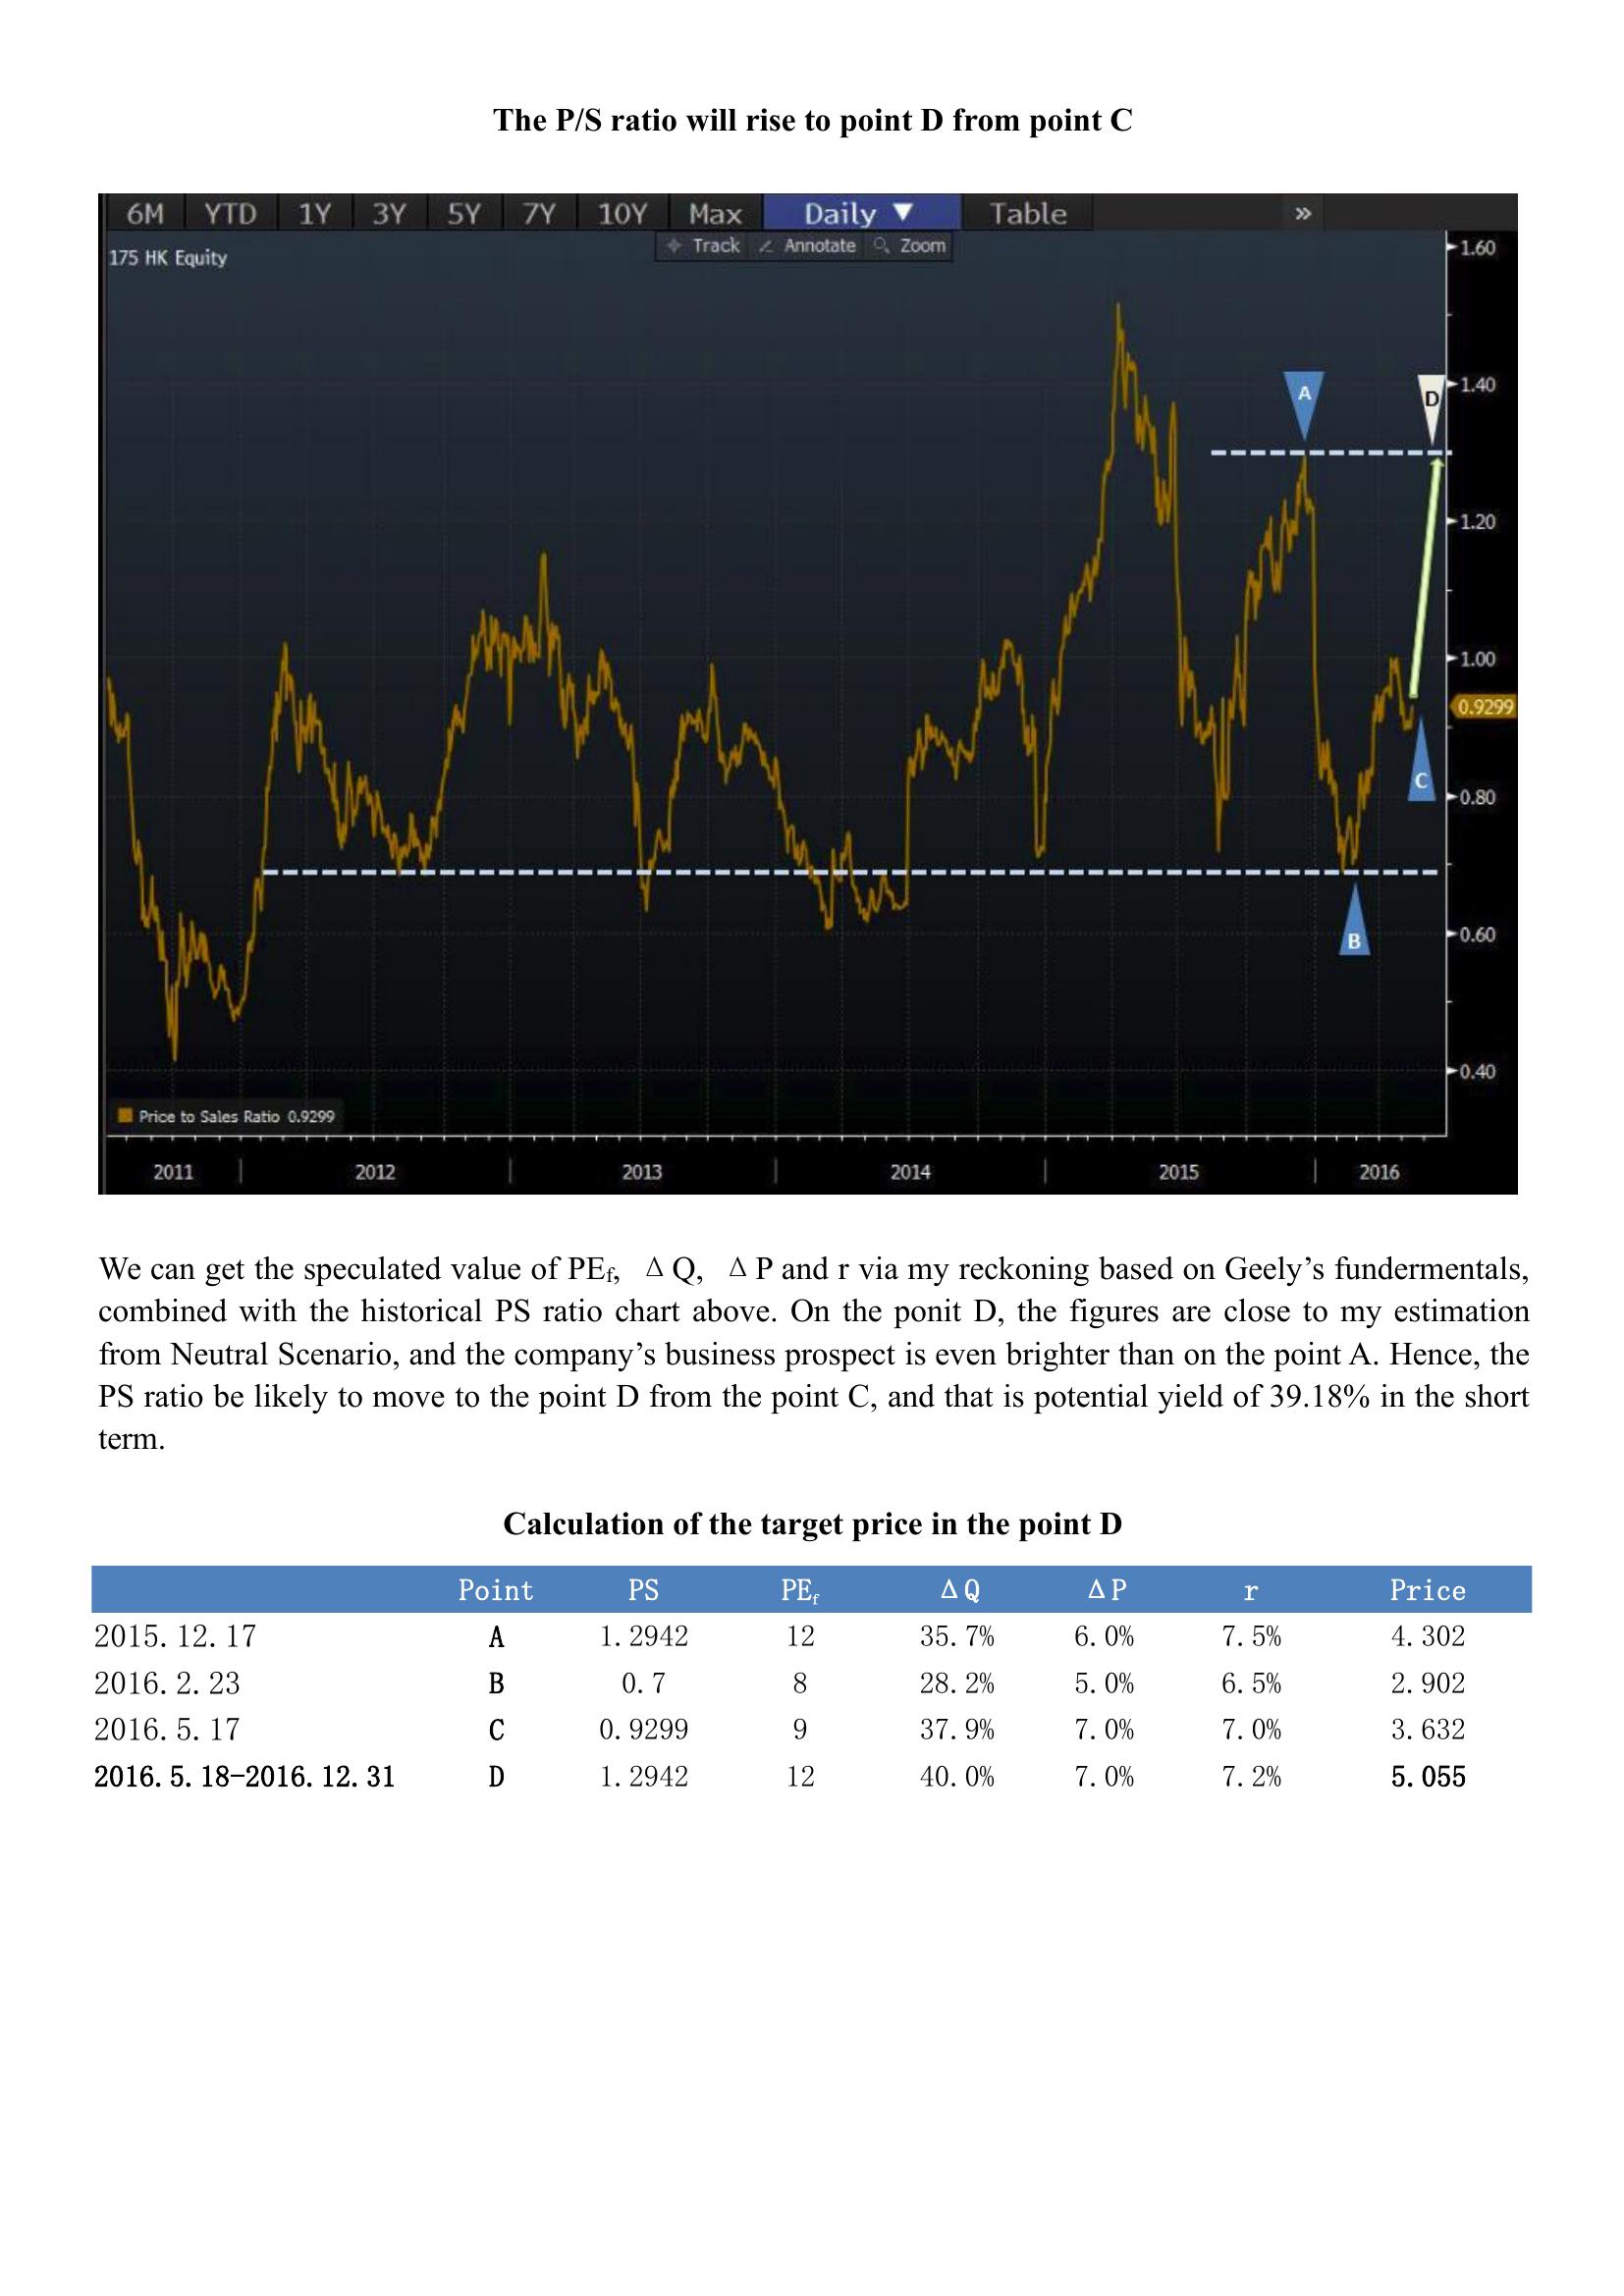 The P/S ratio will rise to point D from point C
6M YTD 1Y 3Y 5Y 7Y 10Y Max Daily ▼ Table »
Track Annotate Zoom
175 HK Equity
1.60
1.40
1.20
1.00
0.9299
0.80
0.60
0.40
A
D
C
B
Price to Sales Ratio 0.9299
2011 2012 2013 2014 2015 2016
We can get the speculated value of PEf, ΔQ, ΔP and r via my reckoning based on Geely’s fundermentals,
combined with the historical PS ratio chart above. On the ponit D, the figures are close to my estimation
from Neutral Scenario, and the company’s business prospect is even brighter than on the point A. Hence, the
PS ratio be likely to move to the point D from the point C, and that is potential yield of 39.18% in the short
term.
Calculation of the target price in the point D
Point PS PEf ΔQ ΔP r Price
2015.12.17 A 1.2942 12 35.7% 6.0% 7.5% 4.302
2016.2.23 B 0.7 8 28.2% 5.0% 6.5% 2.902
2016.5.17 C 0.9299 9 37.9% 7.0% 7.0% 3.632
2016.5.18-2016.12.31 D 1.2942 12 40.0% 7.0% 7.2% 5.055